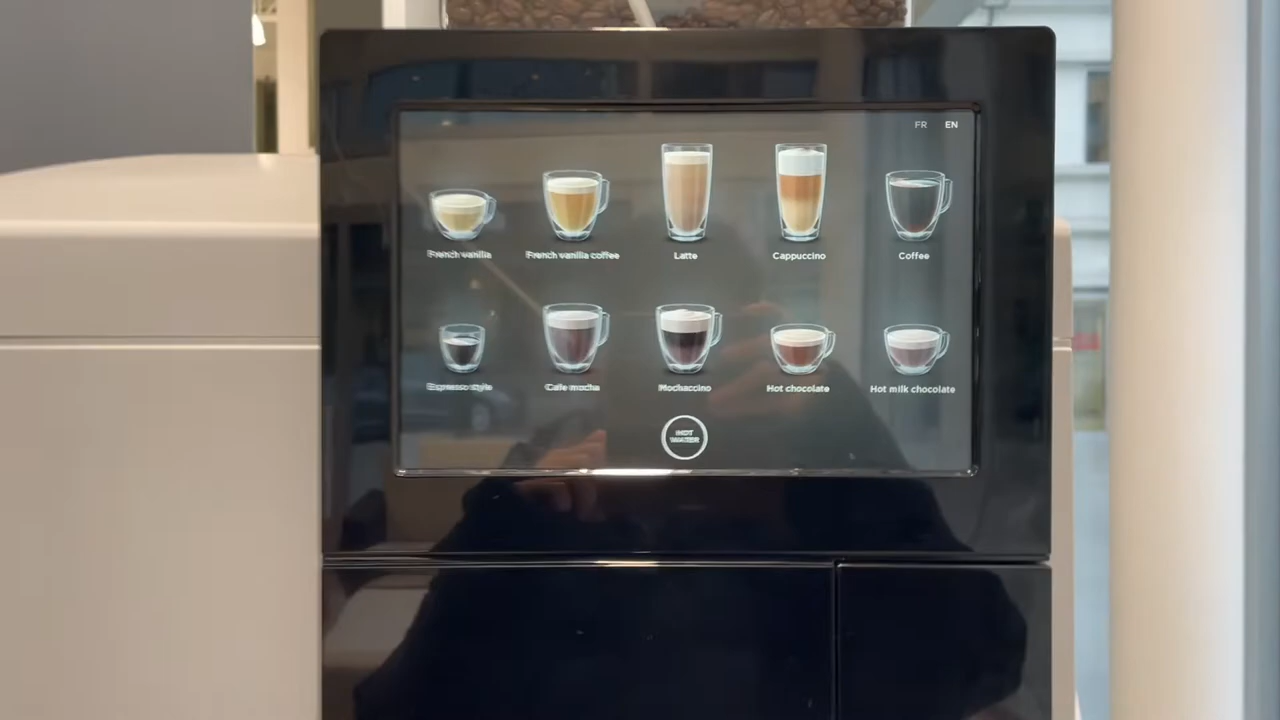 FR EN
French vanilla
French vanilla coffee
Latte
Cappuccino
Coffee
Espresso style
Cafe mocha
Mochaccino
Hot chocolate
Hot milk chocolate
HOT
WATER